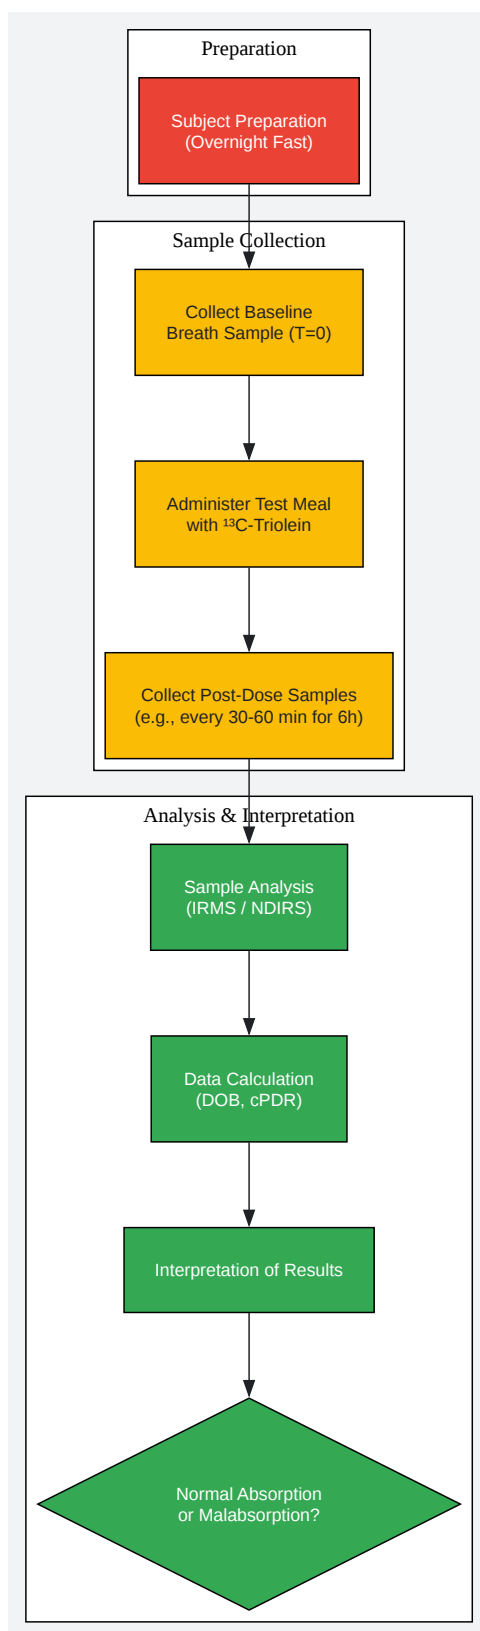 Preparation
Subject Preparation
(Overnight Fast)
Sample Collection
Collect Baseline
Breath Sample (T=0)
Administer Test Meal
with ¹³C-Triolein
Collect Post-Dose Samples
(e.g., every 30-60 min for 6h)
Analysis & Interpretation
Sample Analysis
(IRMS / NDIRS)
Data Calculation
(DOB, cPDR)
Interpretation of Results
Normal Absorption
or Malabsorption?